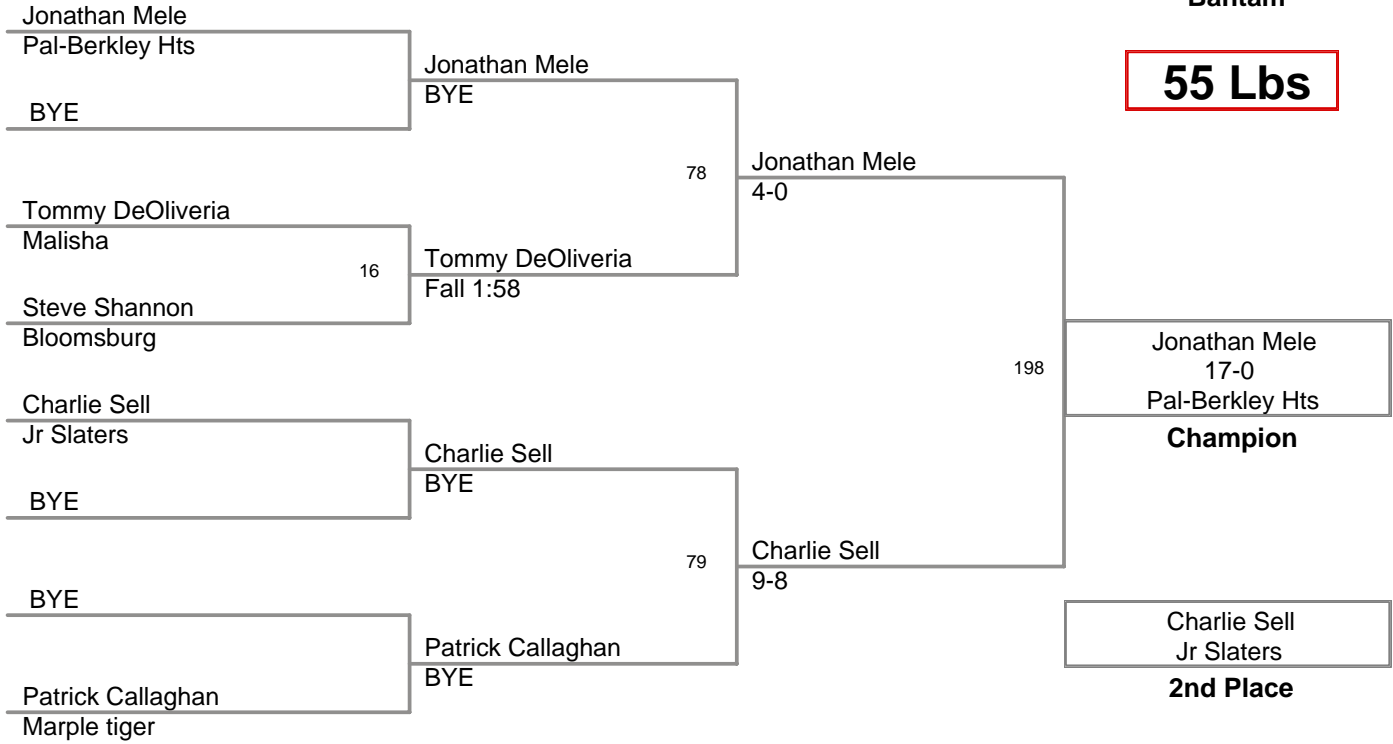 Bantam
55 Lbs
Jonathan Mele
Pal-Berkley Hts
BYE
Tommy DeOliveria
Malisha
16
Steve Shannon
Bloomsburg
Charlie Sell
Jr Slaters
BYE
BYE
Patrick Callaghan
Marple tiger
Jonathan Mele
BYE
78
Tommy DeOliveria
Fall 1:58
Charlie Sell
BYE
79
Patrick Callaghan
BYE
Jonathan Mele
4-0
198
Charlie Sell
9-8
Jonathan Mele
17-0
Pal-Berkley Hts
Champion
Charlie Sell
Jr Slaters
2nd Place